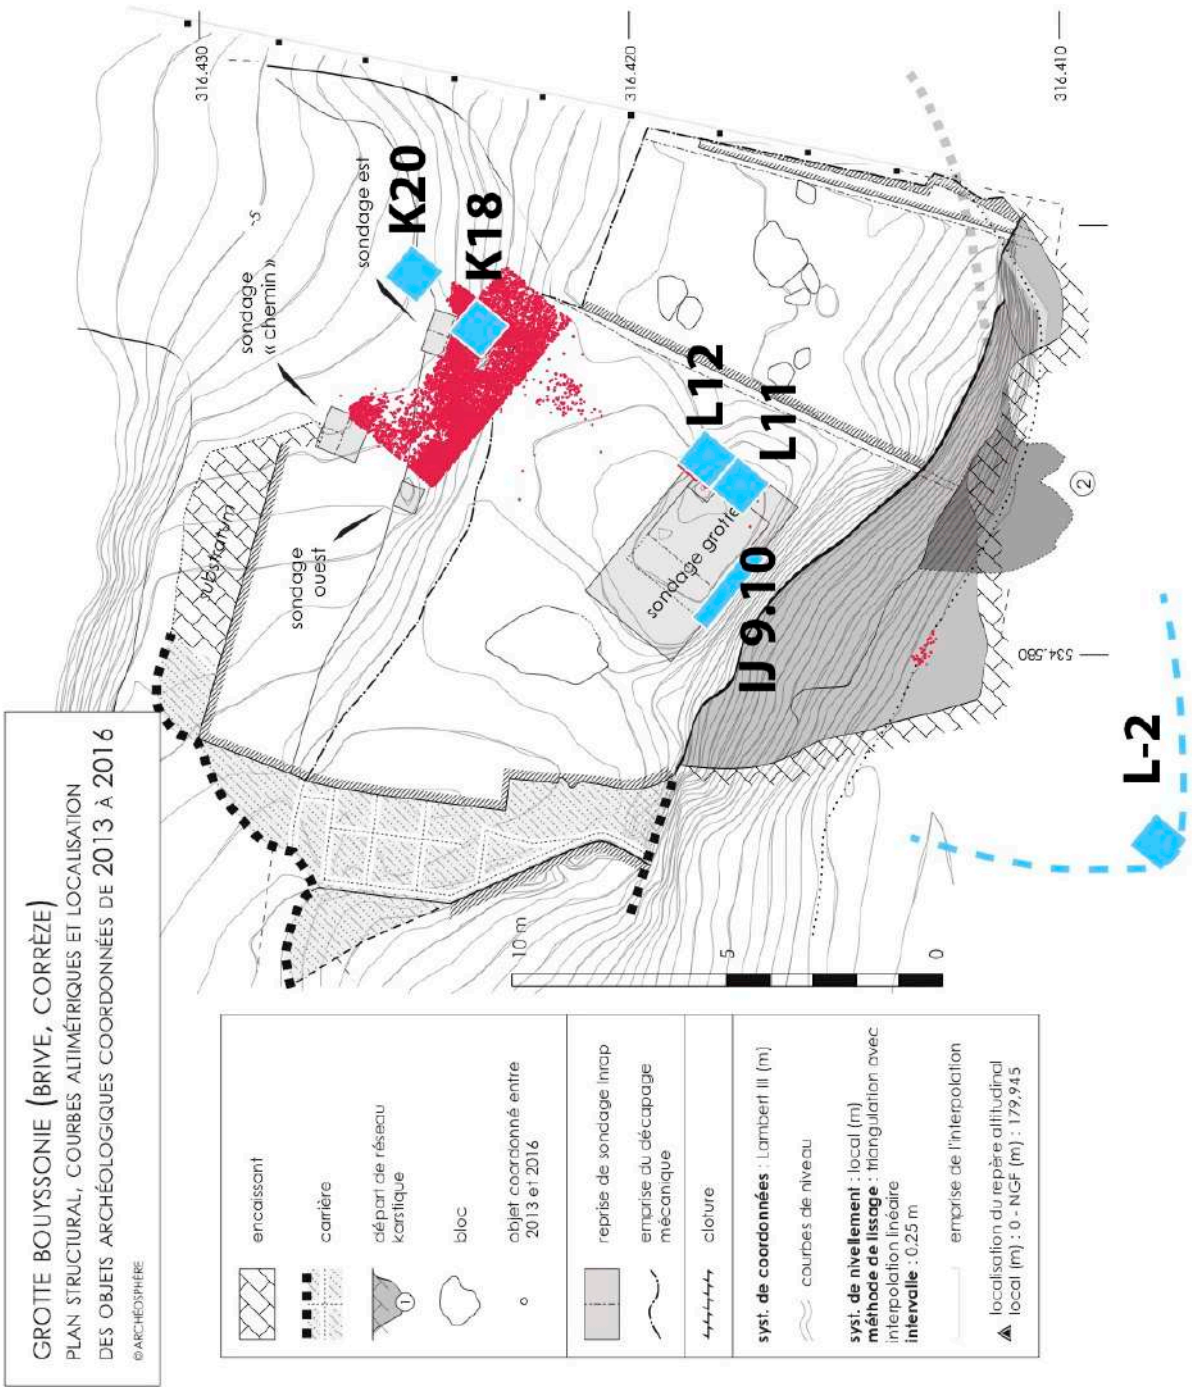 GROTTE BOUYSSONIE (BRIVE, CORRÈZE)
PLAN STRUCTURAL, COURBES ALTIMÉTRIQUES ET LOCALISATION
DES OBJETS ARCHÉOLOGIQUES COORDONNÉES DE 2013 À 2016
© ARCHÉOSPHÈRE
encaissant
carrière
départ de réseau
karstique
1
bloc
objet coordonné entre
2013 et 2016
reprise de sondage Inrap
emprise du décapage
mécanique
cloture
syst. de coordonnées : Lambert III (m)
courbes de niveau
syst. de nivellement : local (m)
méthode de lissage : triangulation avec
interpolation linéaire
intervalle : 0,25 m
emprise de l'interpolation
localisation du repère altitudinal
local (m) : 0 - NGF (m) : 179,945
10 m
5
0
316.430
316.420
316.410
534.580
-5
substratum
sondage
ouest
sondage
« chemin »
sondage est
K20
K18
L12
L11
sondage grotte
IJ 9-10
2
L-2